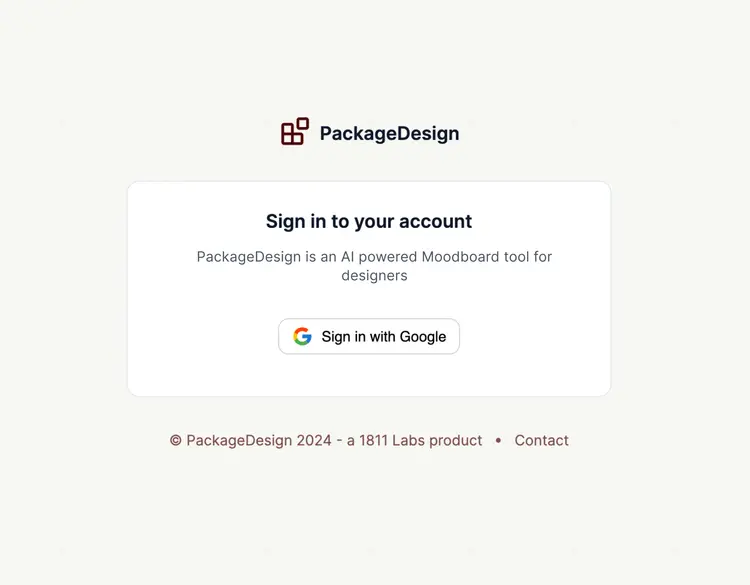 PackageDesign
Sign in to your account
PackageDesign is an AI powered Moodboard tool for
designers
Sign in with Google
© PackageDesign 2024 - a 1811 Labs product • Contact